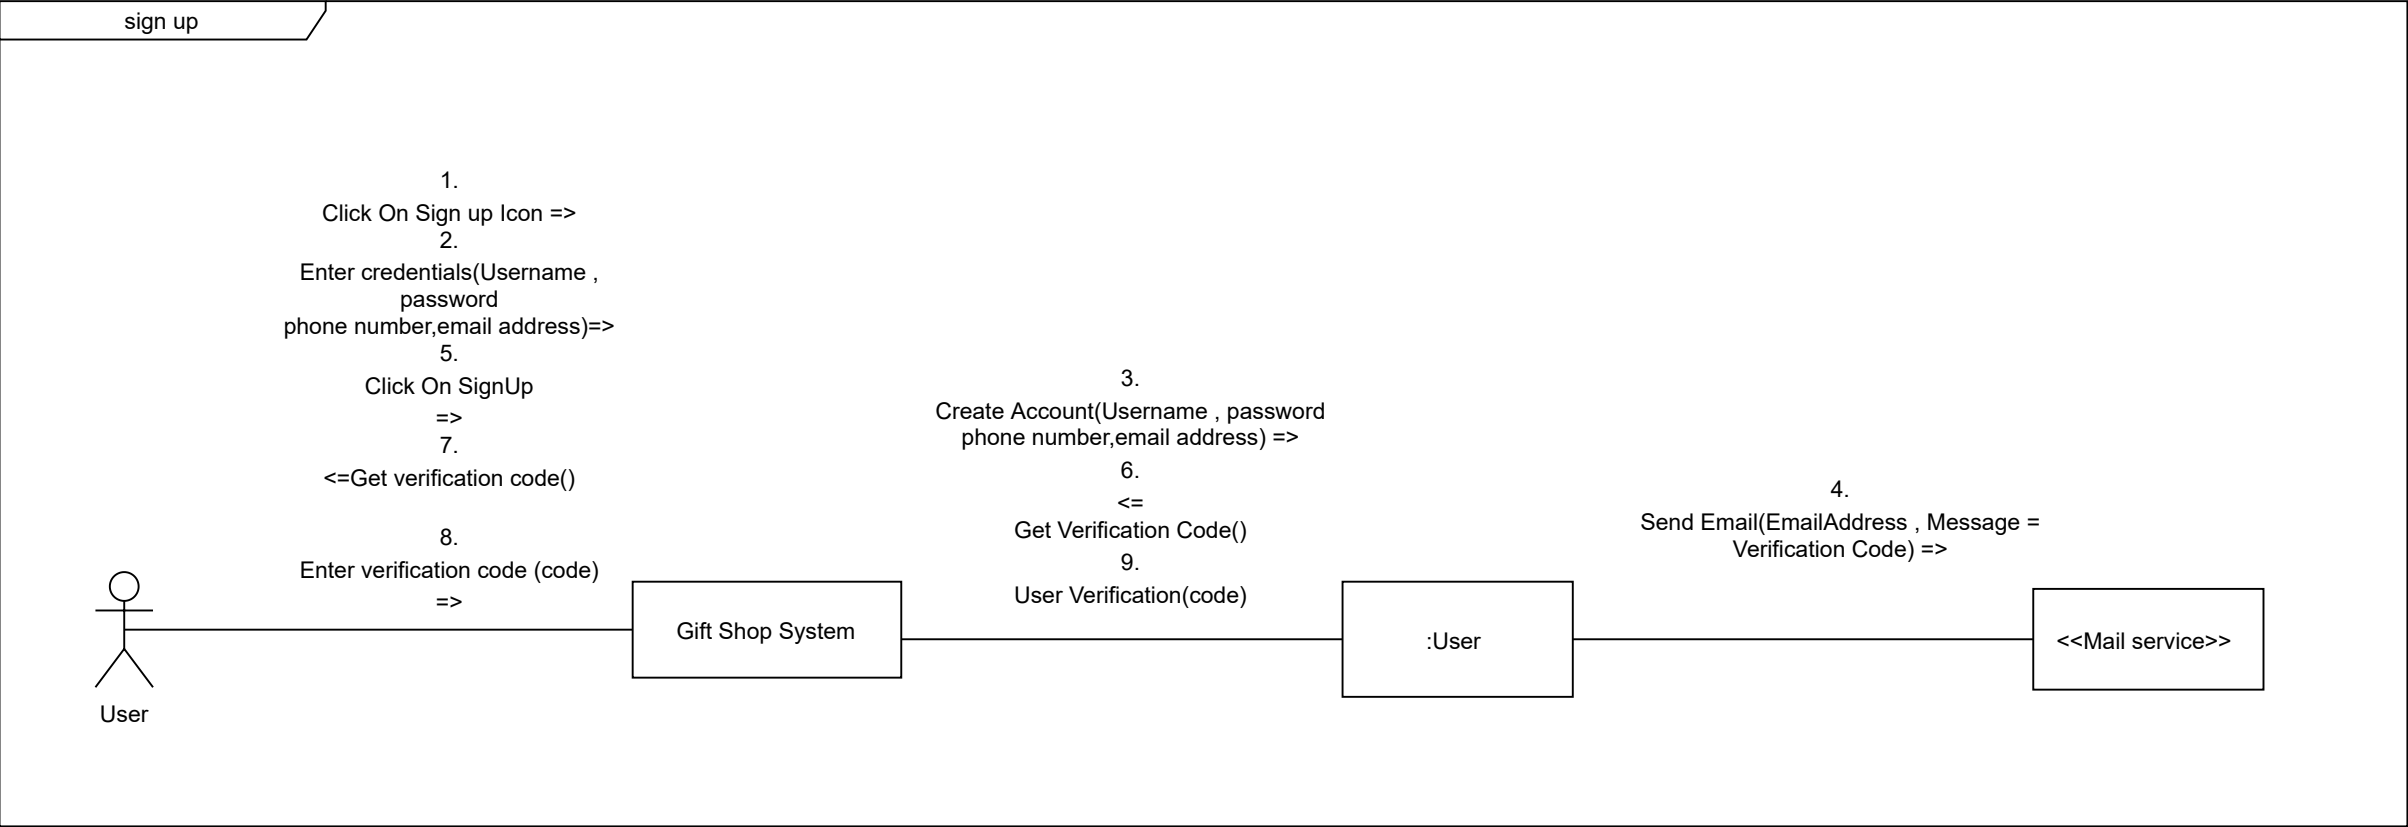 sign up
1.
Click On Sign up Icon =>
2.
Enter credentials(Username ,
password
phone number,email address)=>
5.
Click On SignUp
=>
7.
<=Get verification code()
8.
Enter verification code (code)
=>
3.
Create Account(Username , password
phone number,email address) =>
6.
<=
Get Verification Code()
9.
User Verification(code)
4.
Send Email(EmailAddress , Message =
Verification Code) =>
User
Gift Shop System
:User
<<Mail service>>